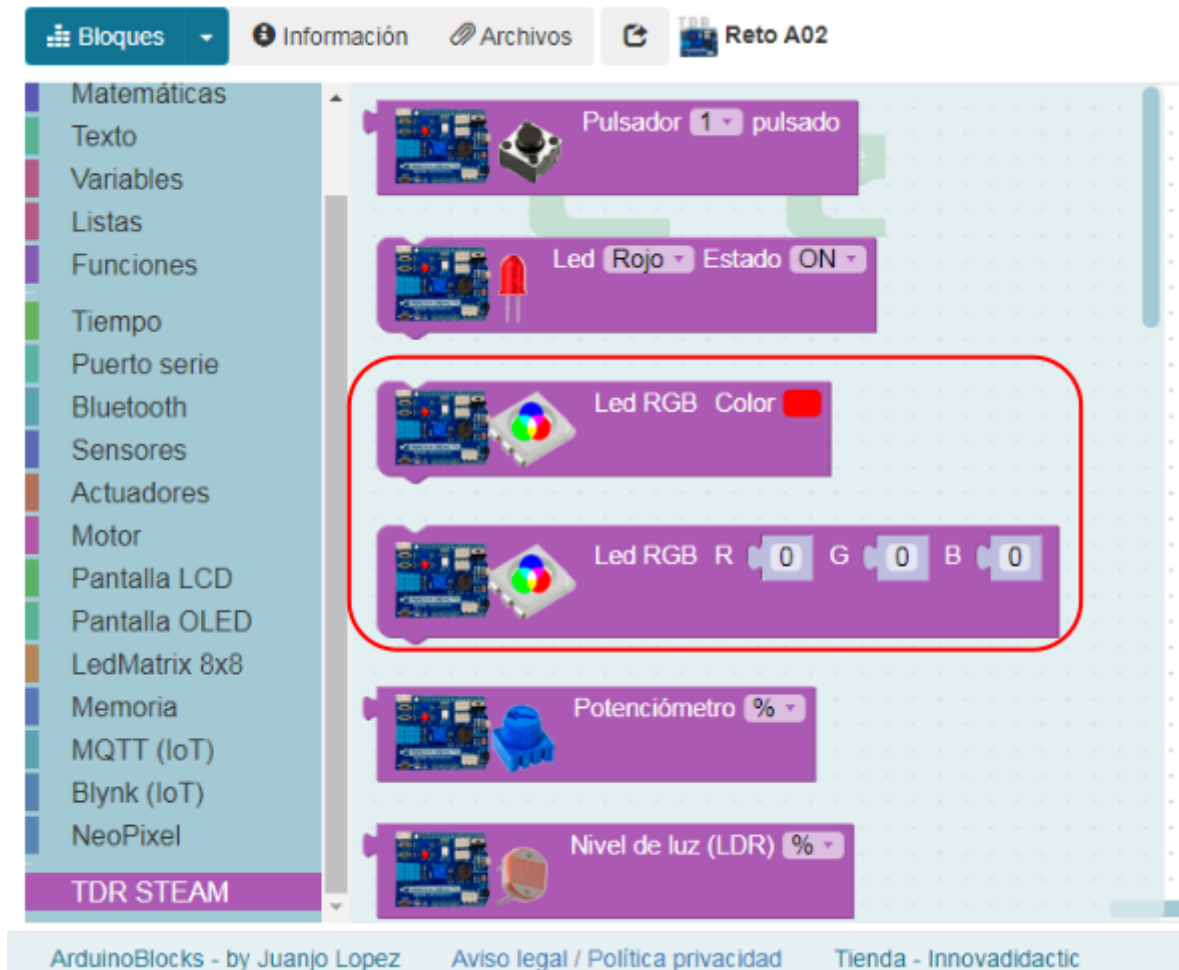 Bloques
Información
Archivos
TDR
Reto A02
Matemáticas
Texto
Variables
Listas
Funciones
Tiempo
Puerto serie
Bluetooth
Sensores
Actuadores
Motor
Pantalla LCD
Pantalla OLED
LedMatrix 8x8
Memoria
MQTT (IoT)
Blynk (IoT)
NeoPixel
TDR STEAM
Pulsador 1 pulsado
Led Rojo Estado ON
Led RGB Color
Led RGB R 0 G 0 B 0
Potenciómetro %
Nivel de luz (LDR) %
ArduinoBlocks - by Juanjo Lopez
Aviso legal / Política privacidad
Tienda - Innovadidactic